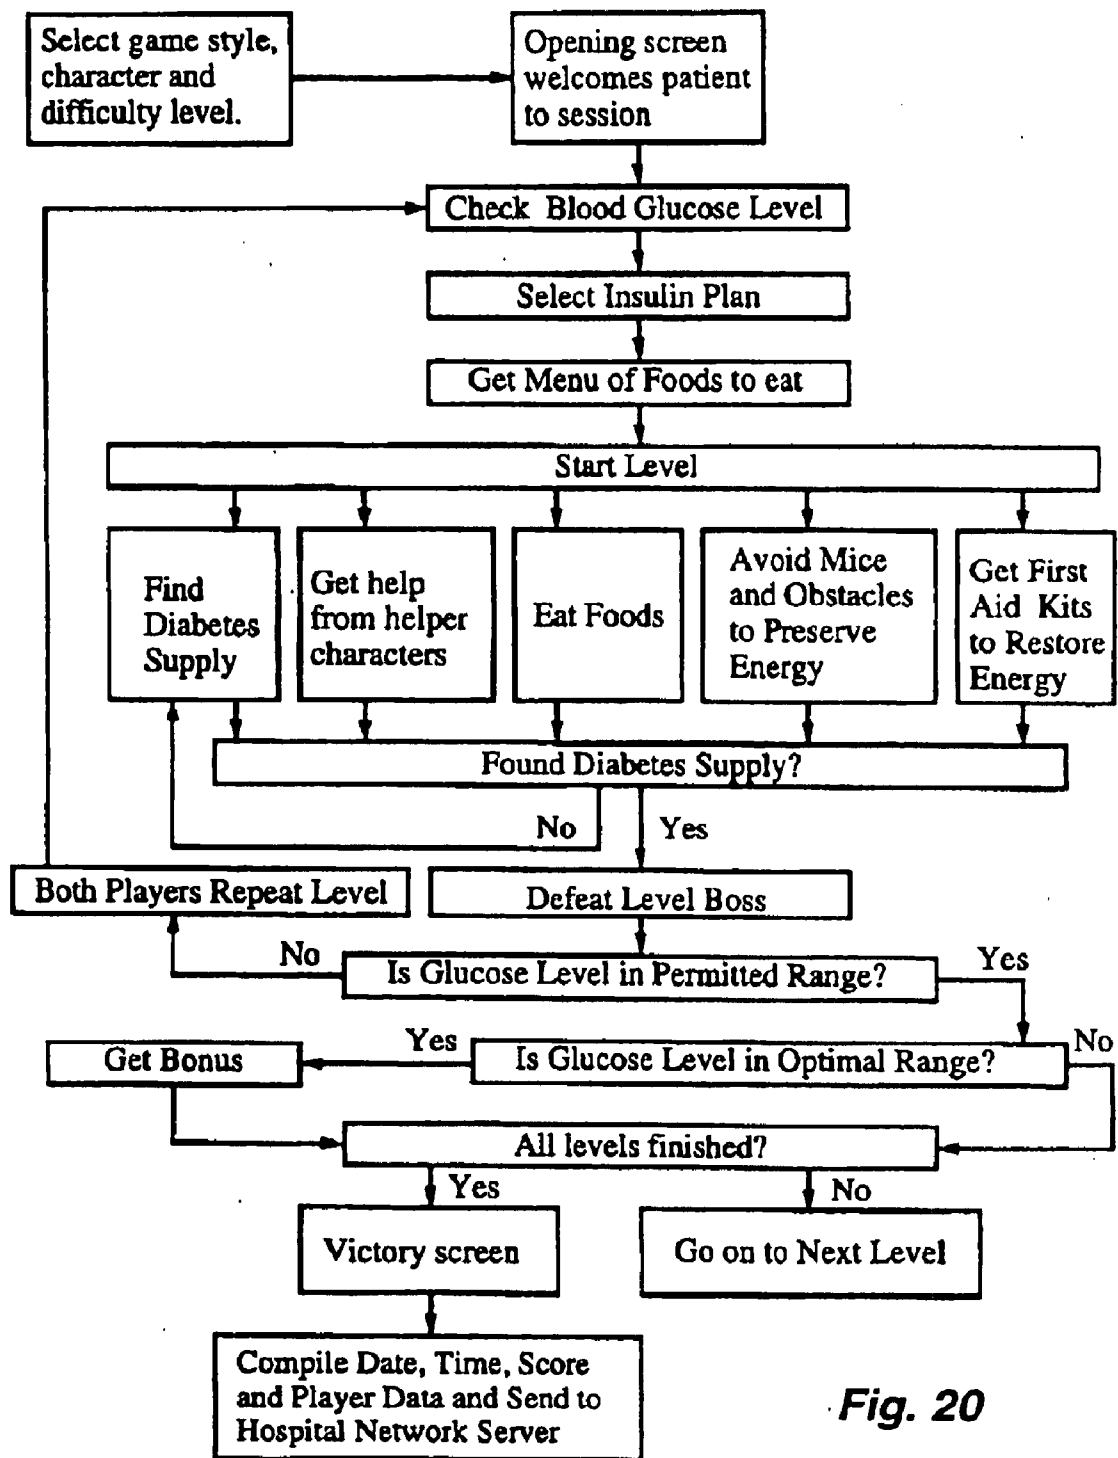 Select game style,
character and
difficulty level.
Opening screen
welcomes patient
to session
Check Blood Glucose Level
Select Insulin Plan
Get Menu of Foods to eat
Start Level
Find
Diabetes
Supply
Get help
from helper
characters
Eat Foods
Avoid Mice
and Obstacles
to Preserve
Energy
Get First
Aid Kits
to Restore
Energy
Found Diabetes Supply?
No
Yes
Both Players Repeat Level
Defeat Level Boss
No
Is Glucose Level in Permitted Range?
Yes
Get Bonus
Yes
Is Glucose Level in Optimal Range?
No
All levels finished?
Yes
No
Victory screen
Go on to Next Level
Compile Date, Time, Score
and Player Data and Send to
Hospital Network Server
Fig. 20